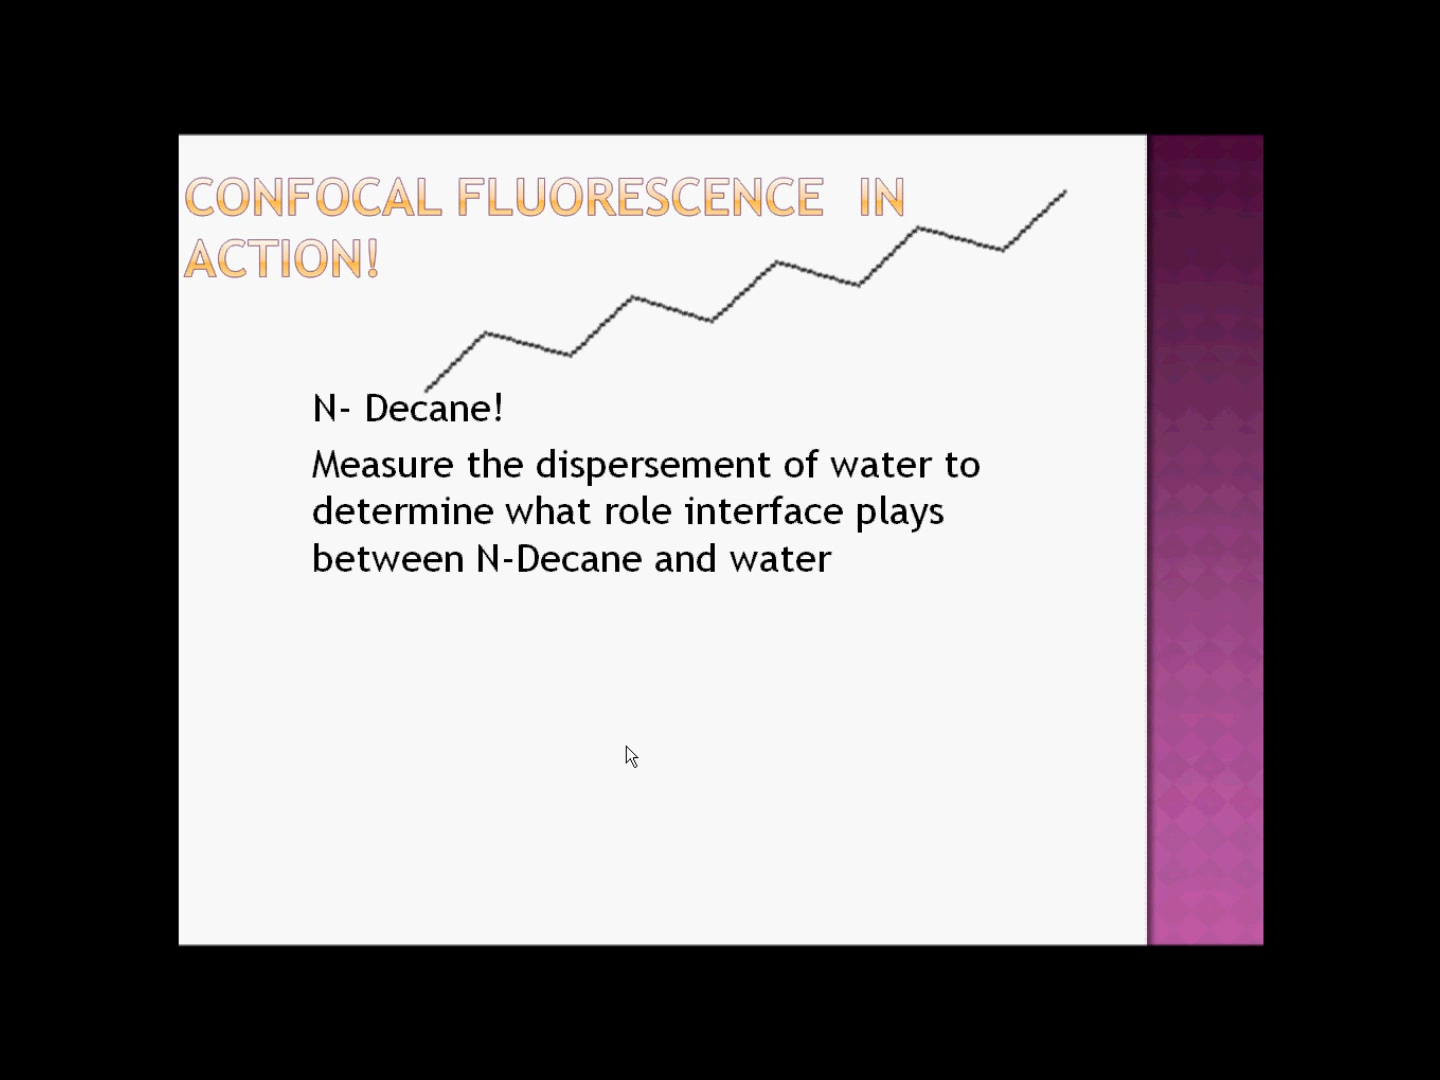 CONFOCAL FLUORESCENCE IN
ACTION!
N- Decane!
Measure the dispersement of water to
determine what role interface plays
between N-Decane and water